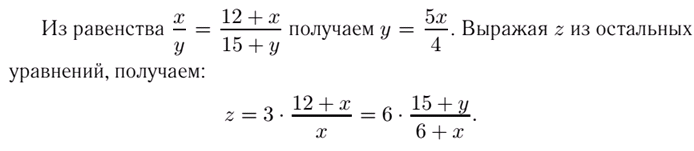 Из равенства x/y = (12 + x)/(15 + y) получаем y = 5x/4. Выражая z из остальных
уравнений, получаем:
z = 3 · (12 + x)/x = 6 · (15 + y)/(6 + x).